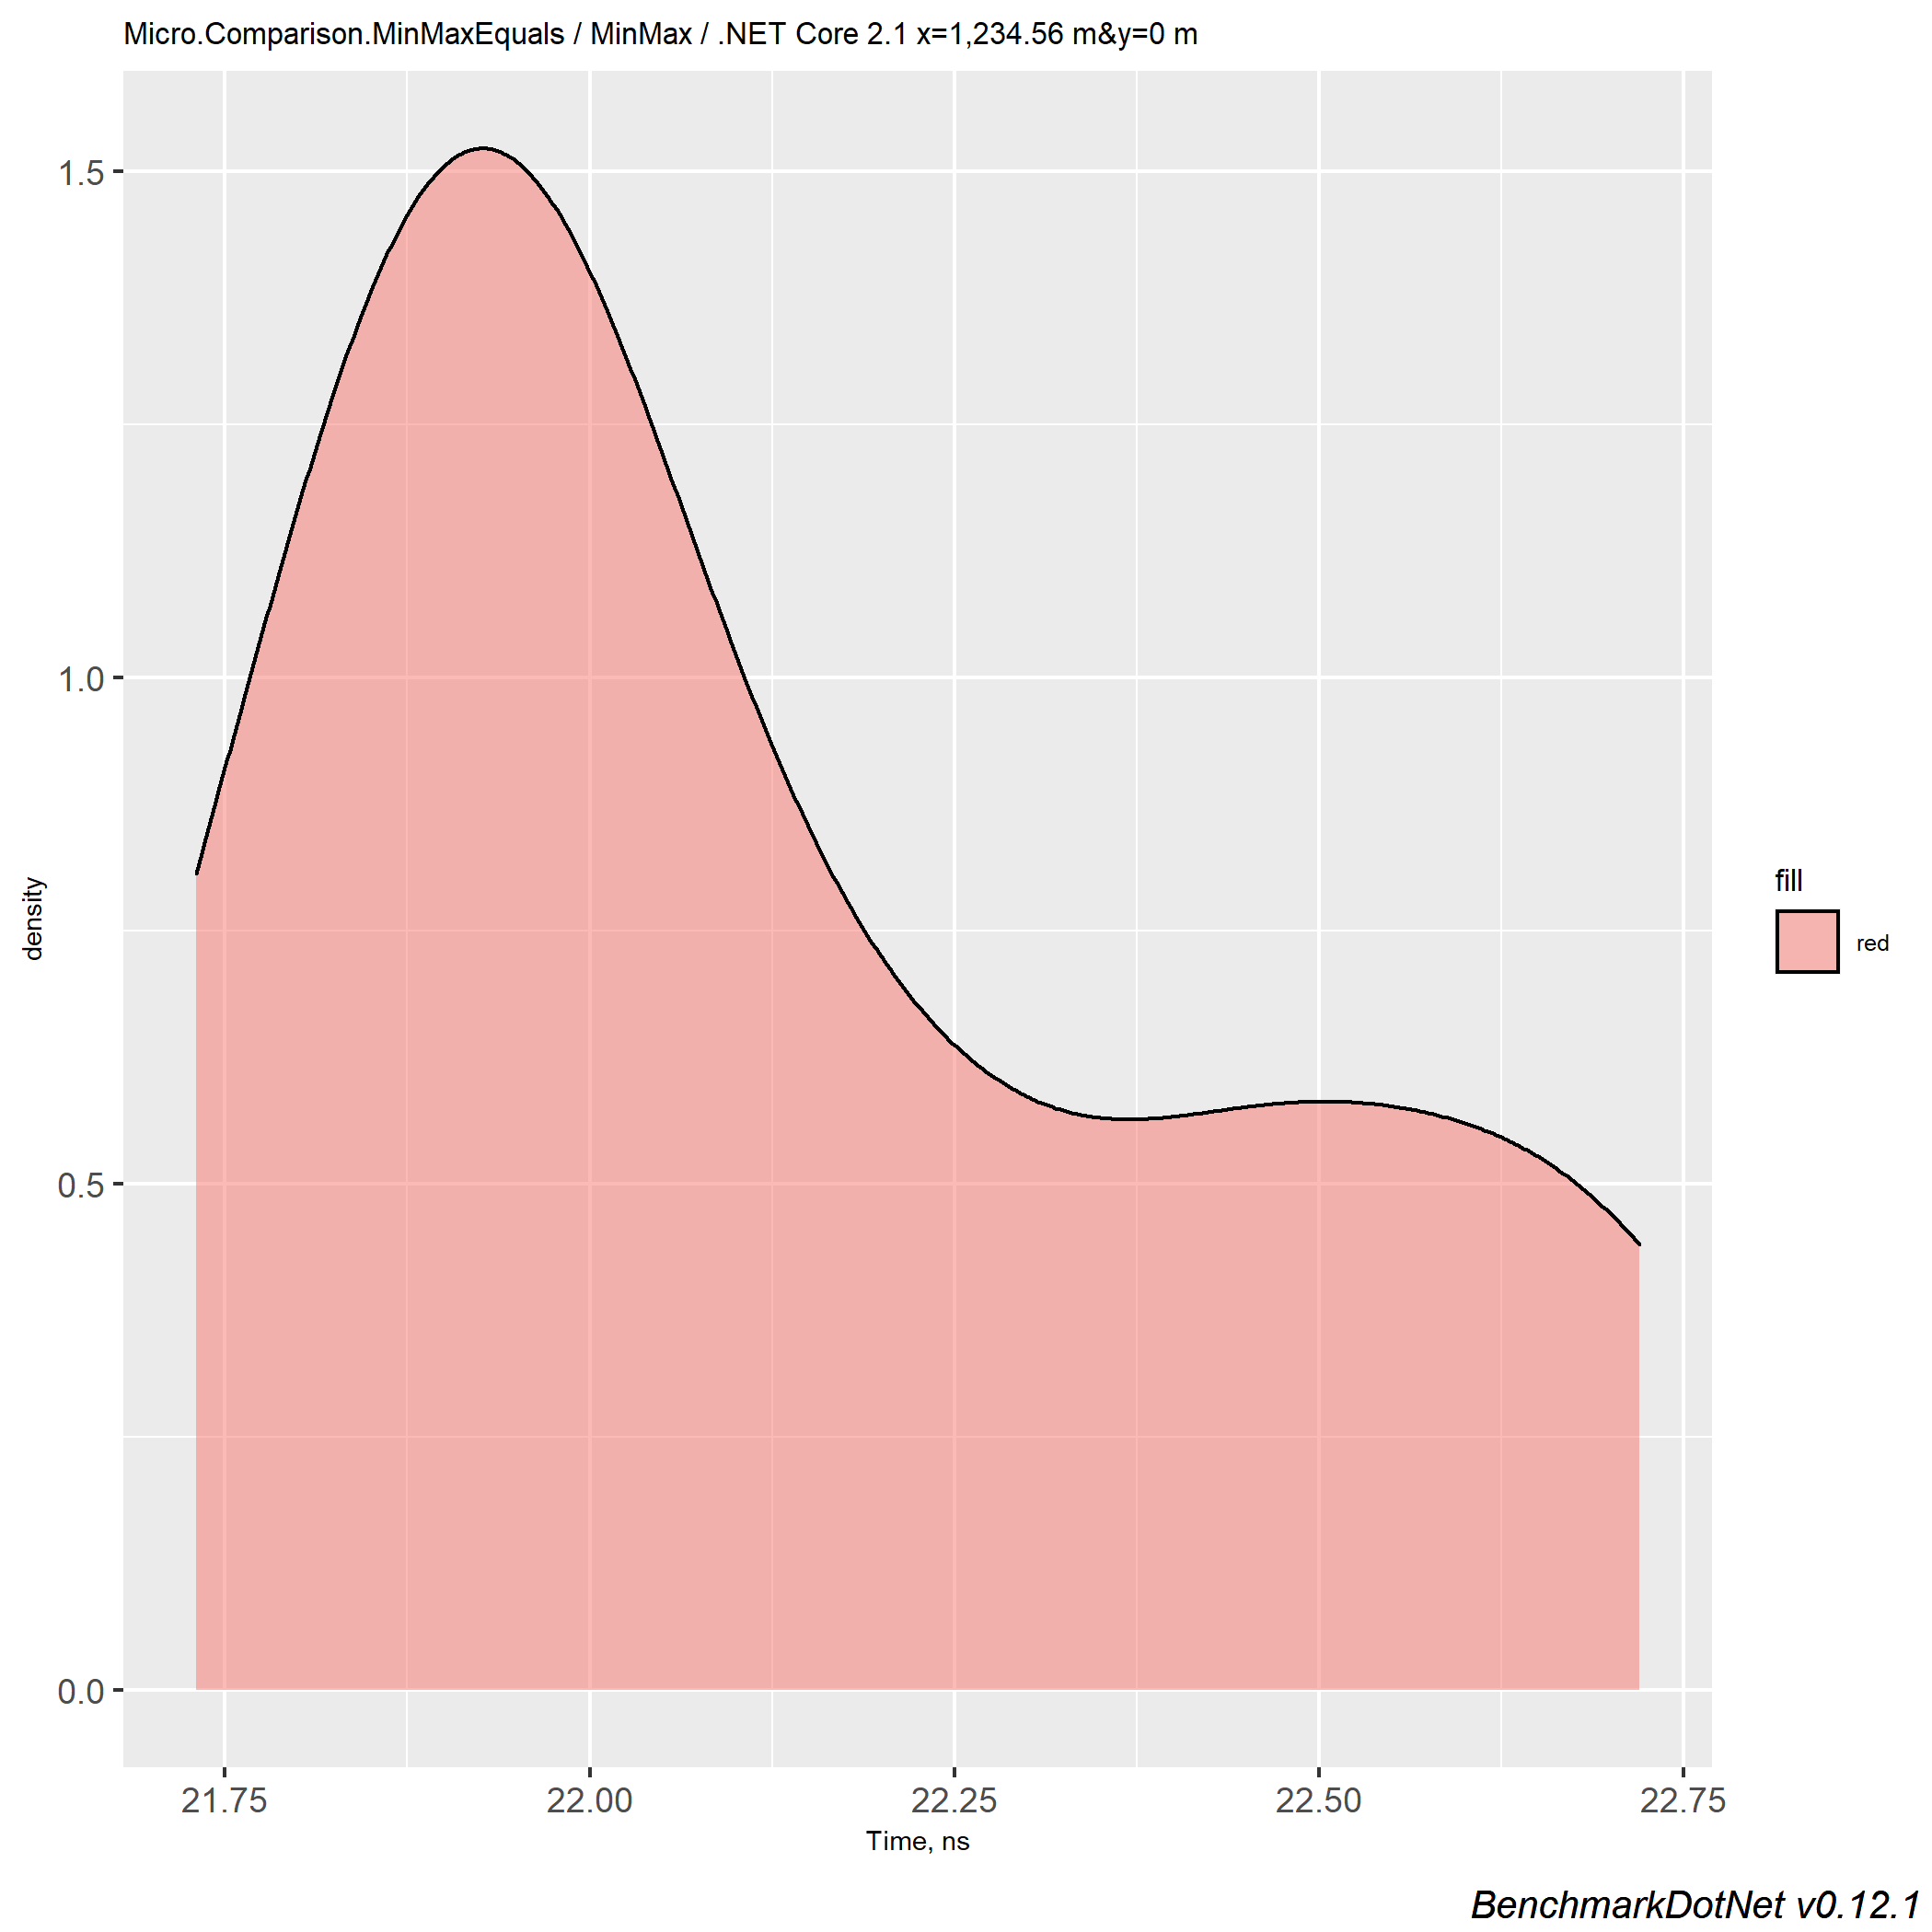 Micro.Comparison.MinMaxEquals / MinMax / .NET Core 2.1 x=1,234.56 m&y=0 m
1.5
1.0
0.5
0.0
density
21.75 22.00 22.25 22.50 22.75
Time, ns
fill
red
BenchmarkDotNet v0.12.1